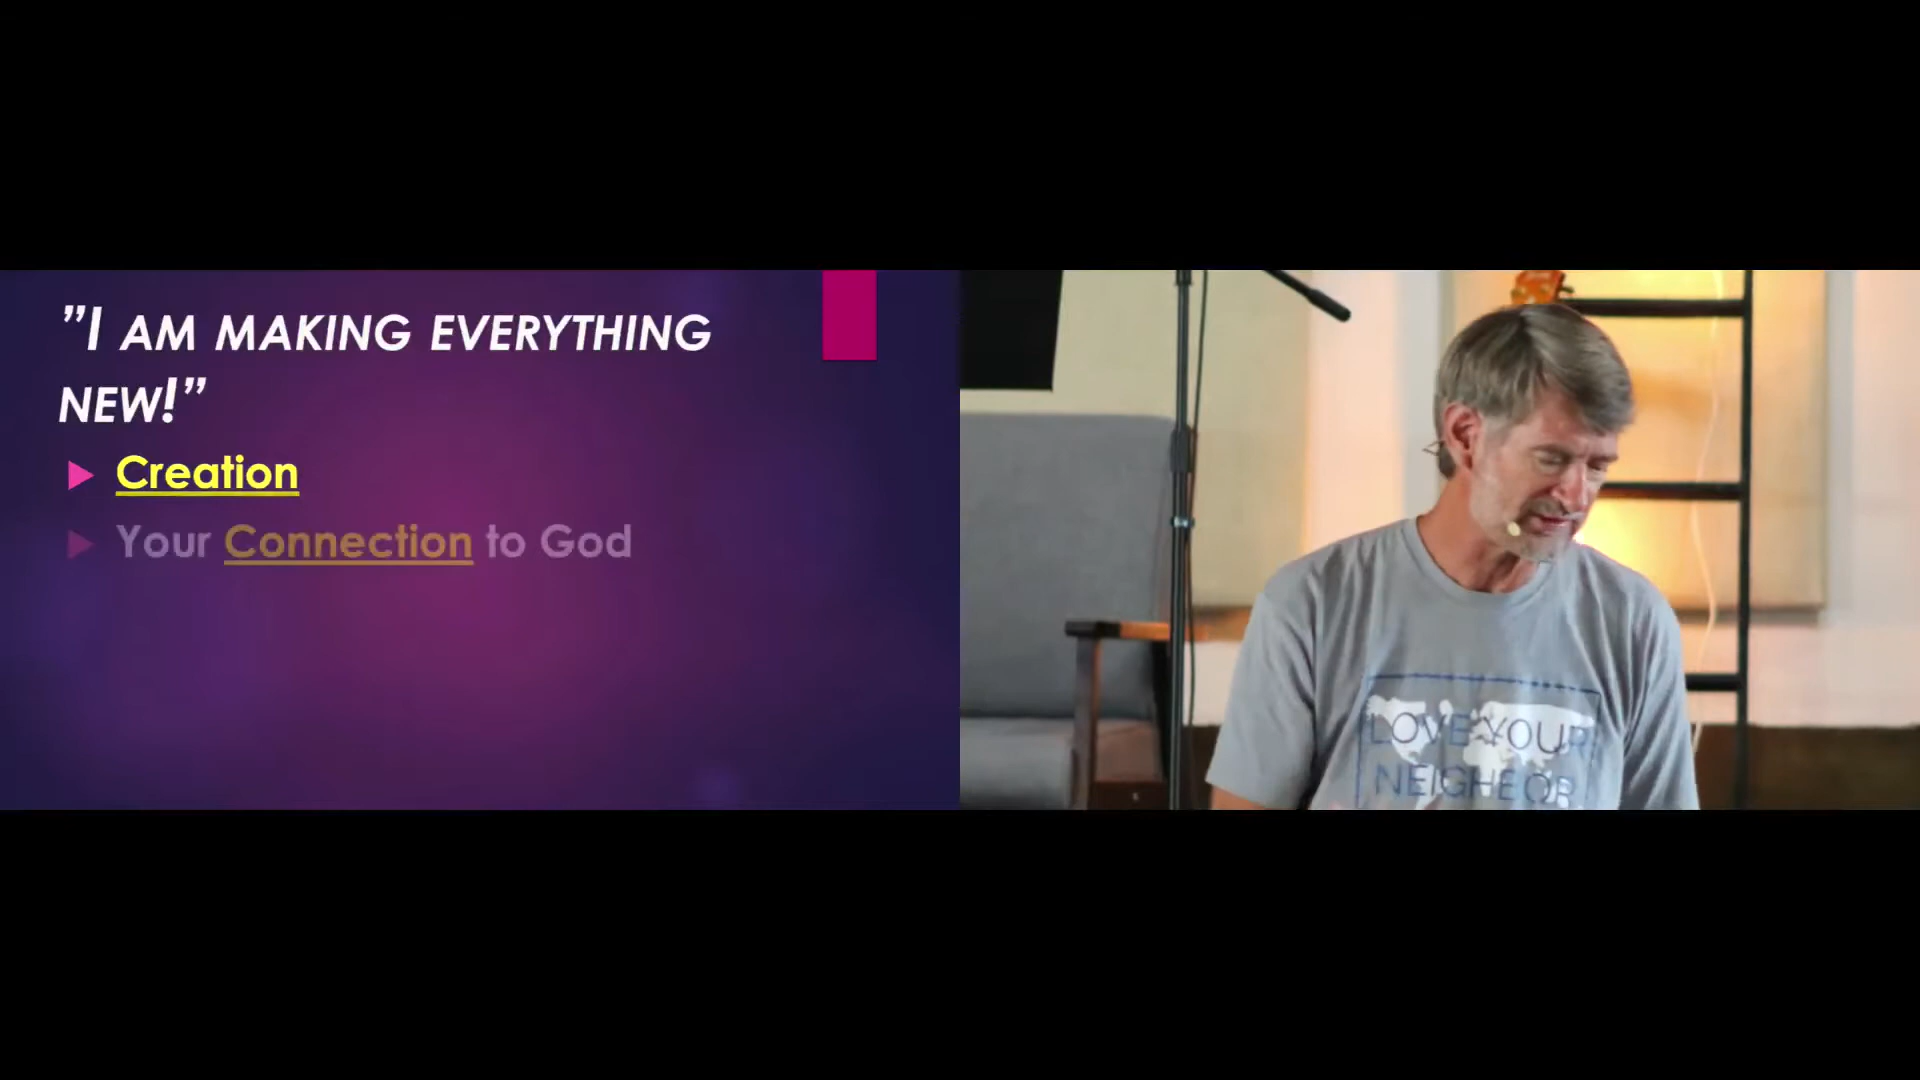 ”I AM MAKING EVERYTHING
NEW!”
Creation
Your Connection to God
LOVE YOUR
NEIGHBOR